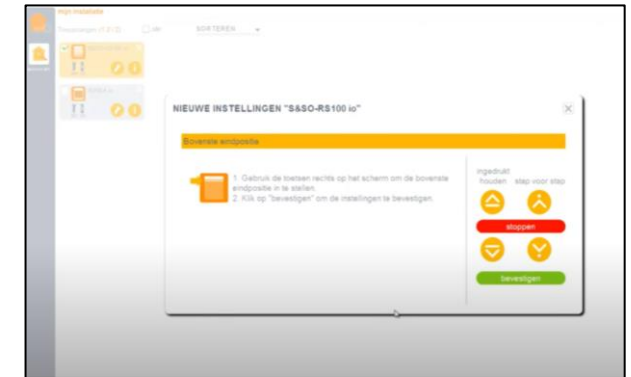 mijn installatie
SORTEREN
NIEUWE INSTELLINGEN "S&SO-RS100 io"
Bovenste eindpositie
1. Gebruik de toetsen rechts op het scherm om de bovenste
eindpositie in te stellen.
2. Klik op "bevestigen" om de instellingen te bevestigen.
ingedrukt
houden stap voor stap
stoppen
bevestigen